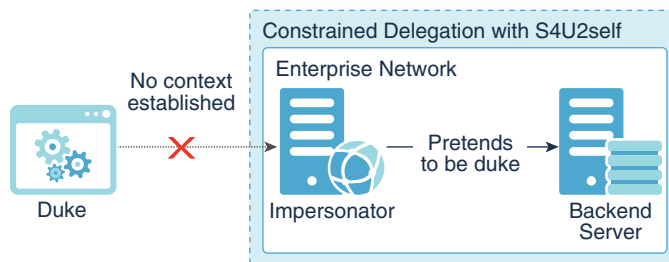 Constrained Delegation with S4U2self
Enterprise Network
No context
established
Pretends
to be duke
Duke
Impersonator
Backend
Server